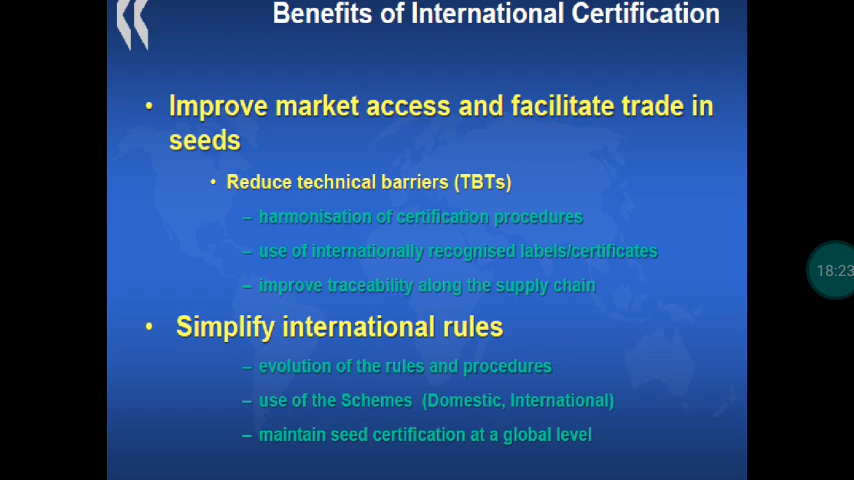 Benefits of International Certification
• Improve market access and facilitate trade in
seeds
• Reduce technical barriers (TBTs)
– harmonisation of certification procedures
– use of internationally recognised labels/certificates
– improve traceability along the supply chain
• Simplify international rules
– evolution of the rules and procedures
– use of the Schemes (Domestic, International)
– maintain seed certification at a global level
18:23